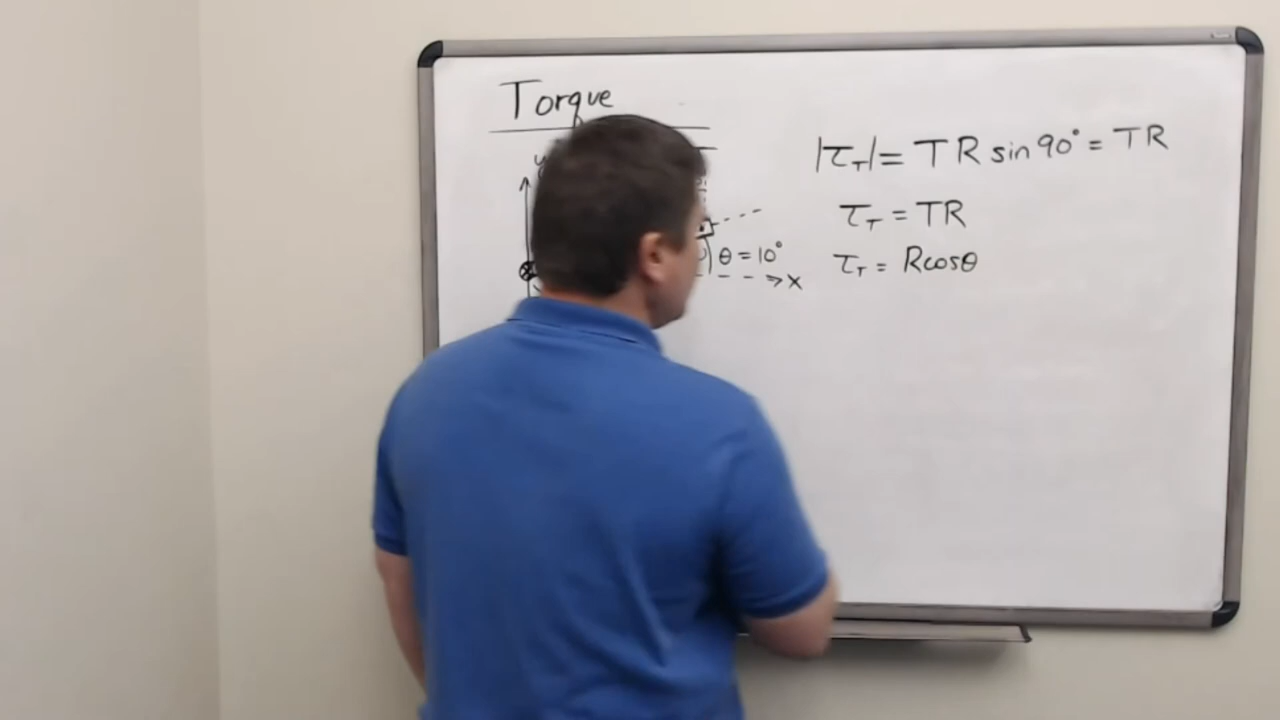 Torque
y
|τ_T| = TR sin 90° = TR
τ_T = TR
θ = 10°
τ_T = Rcosθ
x